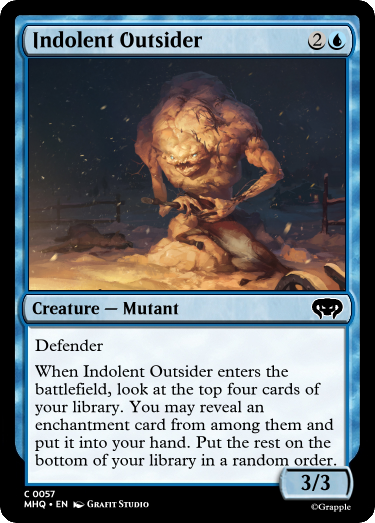 Indolent Outsider 2
Creature — Mutant
Defender
When Indolent Outsider enters the
battlefield, look at the top four cards of
your library. You may reveal an
enchantment card from among them and
put it into your hand. Put the rest on the
bottom of your library in a random order.
3/3
C 0057
MHQ • EN Grafit Studio
©Grapple